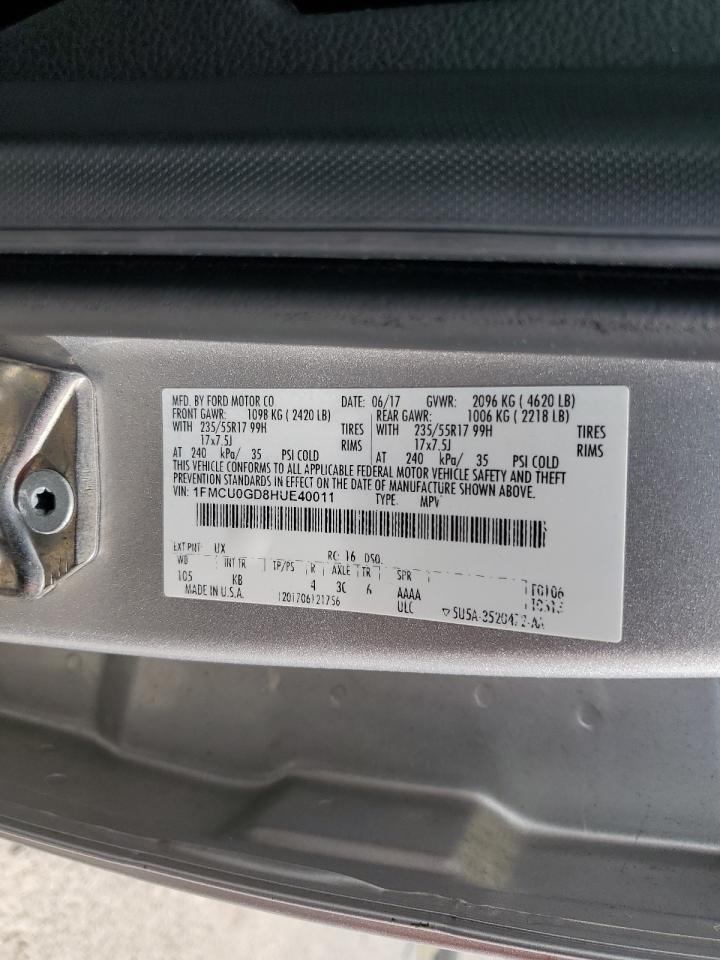 MFD. BY FORD MOTOR CO. DATE: 06/17 GVWR: 2096 KG ( 4620 LB)
FRONT GAWR: 1098 KG ( 2420 LB) REAR GAWR: 1006 KG ( 2218 LB)
WITH 235/55R17 99H TIRES WITH 235/55R17 99H TIRES
17x7.5J RIMS 17x7.5J RIMS
AT 240 kPa/ 35 PSI COLD AT 240 kPa/ 35 PSI COLD
THIS VEHICLE CONFORMS TO ALL APPLICABLE FEDERAL MOTOR VEHICLE SAFETY AND THEFT
PREVENTION STANDARDS IN EFFECT ON THE DATE OF MANUFACTURE SHOWN ABOVE.
VIN: 1FMCU0GD8HUE40011 TYPE: MPV
EXT PNT: UX RC: 16 DSO:
WB INT TR TP/PS R AXLE TR SPR
105 KB 4 3C 6 AAAA
MADE IN U.S.A. 1201706121756 ULC
F0106